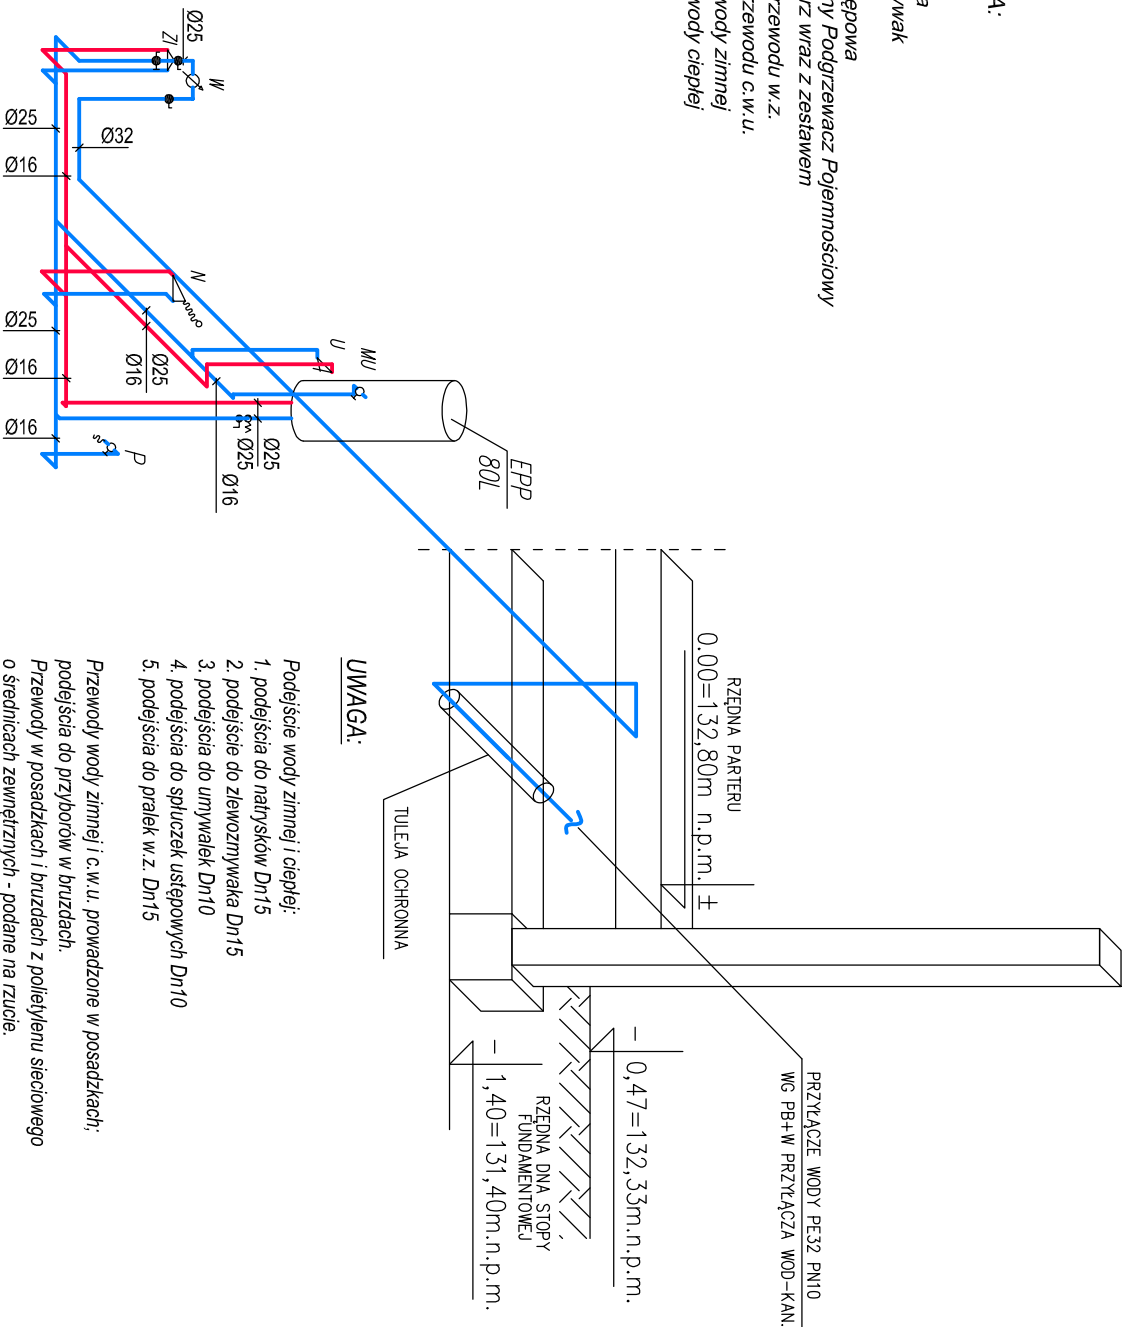 A:
a
ywak
ępowa
ny Podgrzewacz Pojemnościowy
rz wraz z zestawem
rzewodu w.z.
rzewodu c.w.u.
wody zimnej
wody ciepłej
Ø25
ZI
W
Ø25
Ø32
Ø16
N
U
MU
Ø25
Ø16
Ø25
Ø16
Ø16
P
Ø25
Ø25
Ø16
EPP
80L
RZĘDNA PARTERU
0.00=132,80m n.p.m. ±
TULEJA OCHRONNA
PRZYŁĄCZE WODY PE32 PN10
WG PB+W PRZYŁĄCZA WOD-KAN.
- 0,47=132,33m.n.p.m.
RZĘDNA DNA STOPY
FUNDAMENTOWEJ
- 1,40=131,40m.n.p.m.
UWAGA:
Podejście wody zimnej i ciepłej:
1. podejścia do natrysków Dn15
2. podejście do zlewozmywaka Dn15
3. podejścia do umywalek Dn10
4. podejścia do spłuczek ustępowych Dn10
5. podejścia do pralek w.z. Dn15
Przewody wody zimnej i c.w.u. prowadzone w posadzkach;
podejścia do przyborów w bruzdach.
Przewody w posadzkach i bruzdach z polietylenu sieciowego
o średnicach zewnętrznych - podane na rzucie.